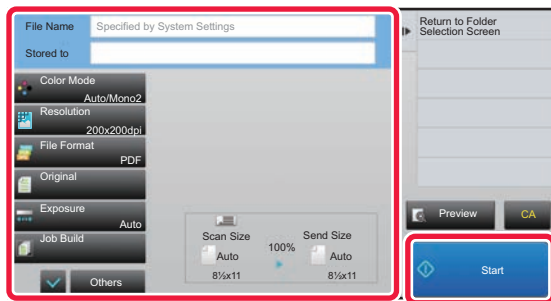 File Name
Specified by System Settings
Stored to
Color Mode
Auto/Mono2
Resolution
200x200dpi
File Format
PDF
Original
Exposure
Auto
Job Build
Others
Scan Size
Auto
8½x11
100%
Send Size
Auto
8½x11
Return to Folder
Selection Screen
Preview
CA
Start